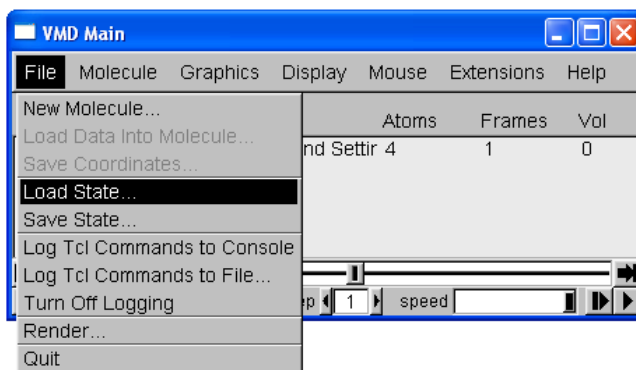 VMD Main
File Molecule Graphics Display Mouse Extensions Help
New Molecule...
Load Data Into Molecule...
Save Coordinates...
Load State...
Save State...
Log Tcl Commands to Console
Log Tcl Commands to File...
Turn Off Logging
Render...
Quit
Atoms Frames Vol
nd Settir 4 1 0
ep 1 speed